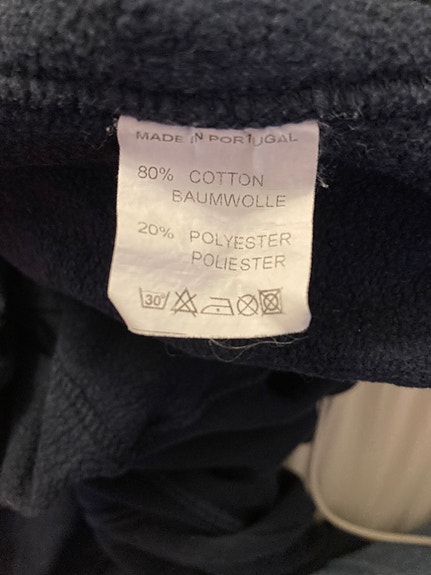 MADE IN PORTUGAL
80% COTTON
BAUMWOLLE
20% POLYESTER
POLIESTER
30°